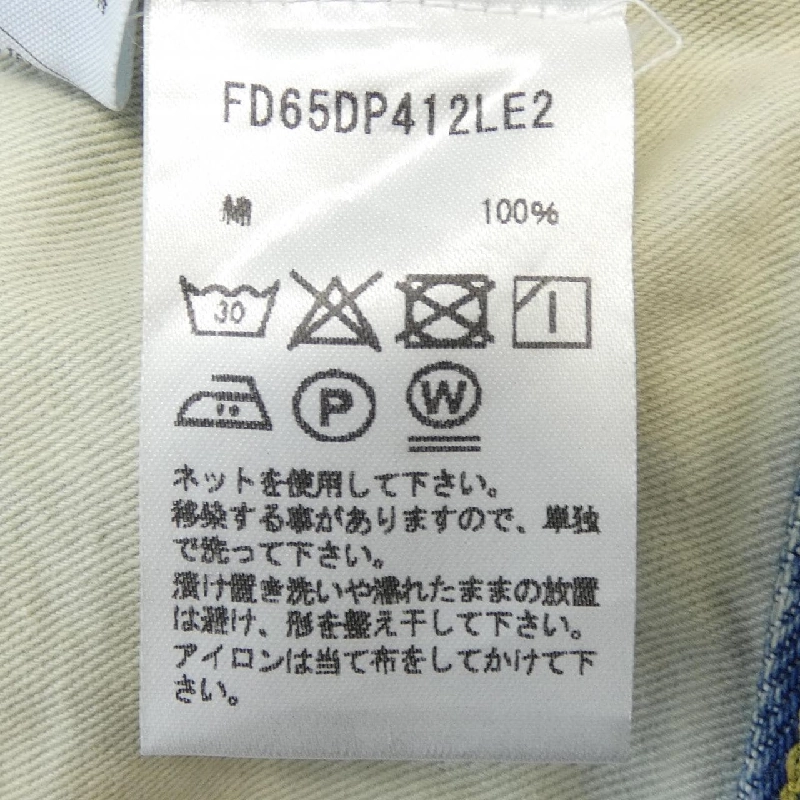 FD65DP412LE2
綿 100%
30
P
W
ネットを使用して下さい。
移染する事がありますので、単独
で洗って下さい。
漬け置き洗いや濡れたままの放置
は避け、形を整え干して下さい。
アイロンは当て布をしてかけて下
さい。